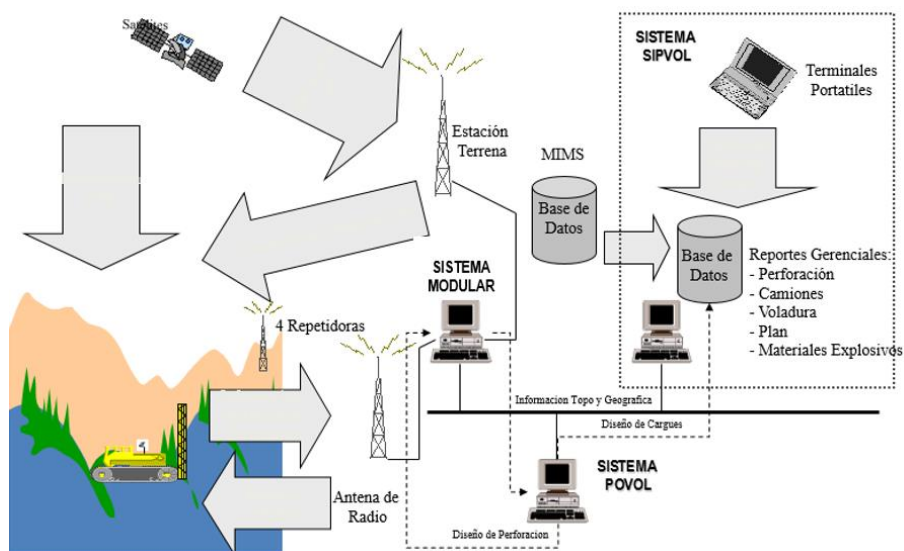 Satélites
SISTEMA
SIPVOL
Terminales
Portatiles
Estación
Terrena
MIMS
Base de
Datos
Base de
Datos
Reportes Gerenciales:
- Perforación
- Camiones
- Voladura
- Plan
- Materiales Explosivos
SISTEMA
MODULAR
4 Repetidoras
Informacion Topo y Geografica
Diseño de Cargues
SISTEMA
POVOL
Antena de
Radio
Diseño de Perforacion